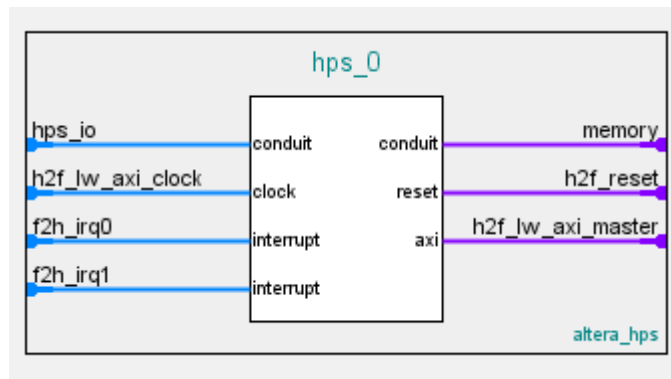 hps_0
hps_io
conduit
conduit
memory
h2f_lw_axi_clock
clock
reset
h2f_reset
f2h_irq0
interrupt
axi
h2f_lw_axi_master
f2h_irq1
interrupt
altera_hps